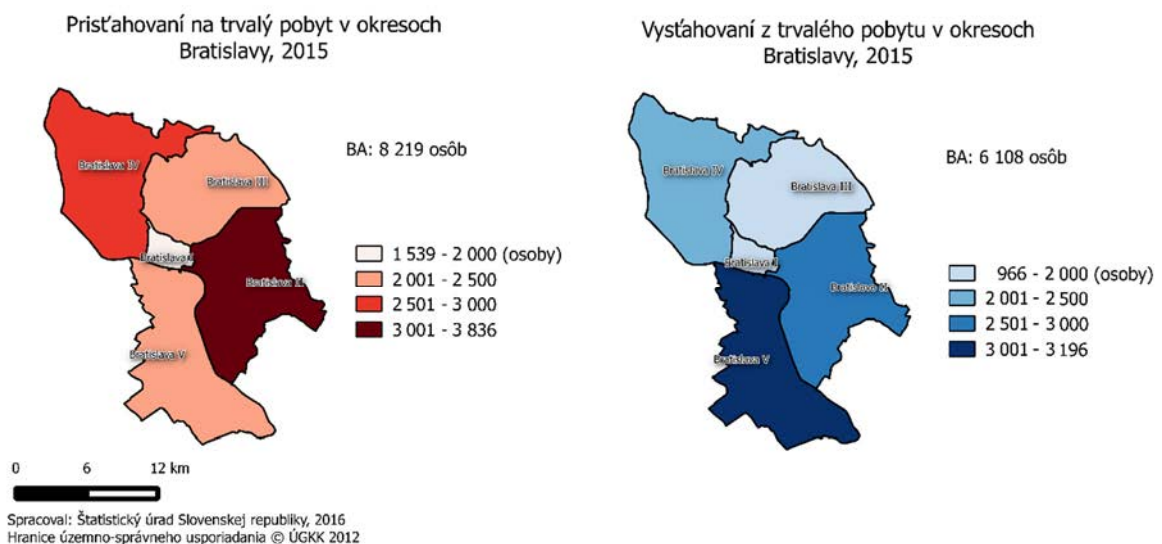 Prisťahovaní na trvalý pobyt v okresoch
Bratislavy, 2015
BA: 8 219 osôb
Bratislava IV
Bratislava III
Bratislava I
Bratislava II
Bratislava V
1 539 - 2 000 (osoby)
2 001 - 2 500
2 501 - 3 000
3 001 - 3 836
0 6 12 km
Spracoval: Štatistický úrad Slovenskej republiky, 2016
Hranice územno-správneho usporiadania © ÚGKK 2012
Vysťahovaní z trvalého pobytu v okresoch
Bratislavy, 2015
BA: 6 108 osôb
Bratislava IV
Bratislava III
Bratislava I
Bratislava II
Bratislava V
966 - 2 000 (osoby)
2 001 - 2 500
2 501 - 3 000
3 001 - 3 196